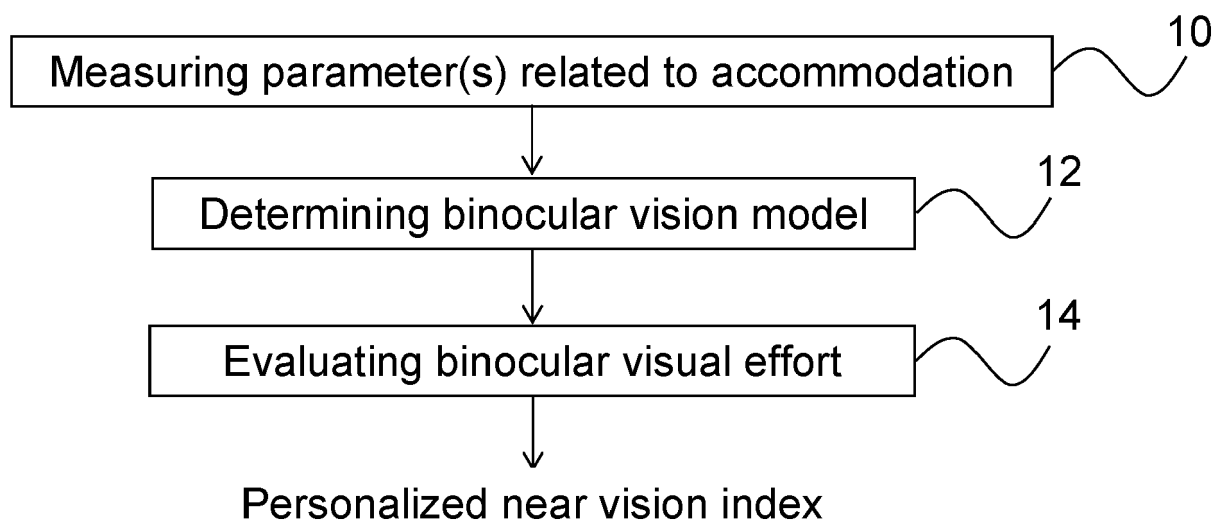 10
Measuring parameter(s) related to accommodation
12
Determining binocular vision model
14
Evaluating binocular visual effort
Personalized near vision index